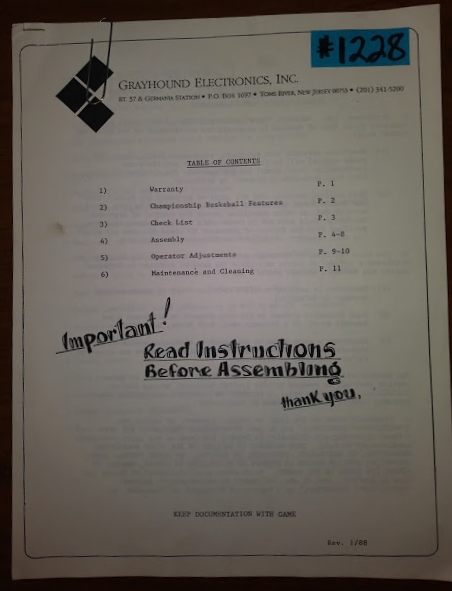 #1228
GRAYHOUND ELECTRONICS, INC.
RT. 37 & GERMANIA STATION • P.O. BOX 1697 • TOMS RIVER, NEW JERSEY 08753 • (201) 341-5200
TABLE OF CONTENTS
1) Warranty P. 1
2) Championship Basketball Features P. 2
3) Check List P. 3
4) Assembly P. 4-8
5) Operator Adjustments P. 9-10
6) Maintenance and Cleaning P. 11
Important!
Read Instructions
Before Assembling
thank you.
KEEP DOCUMENTATION WITH GAME
Rev. 1/88